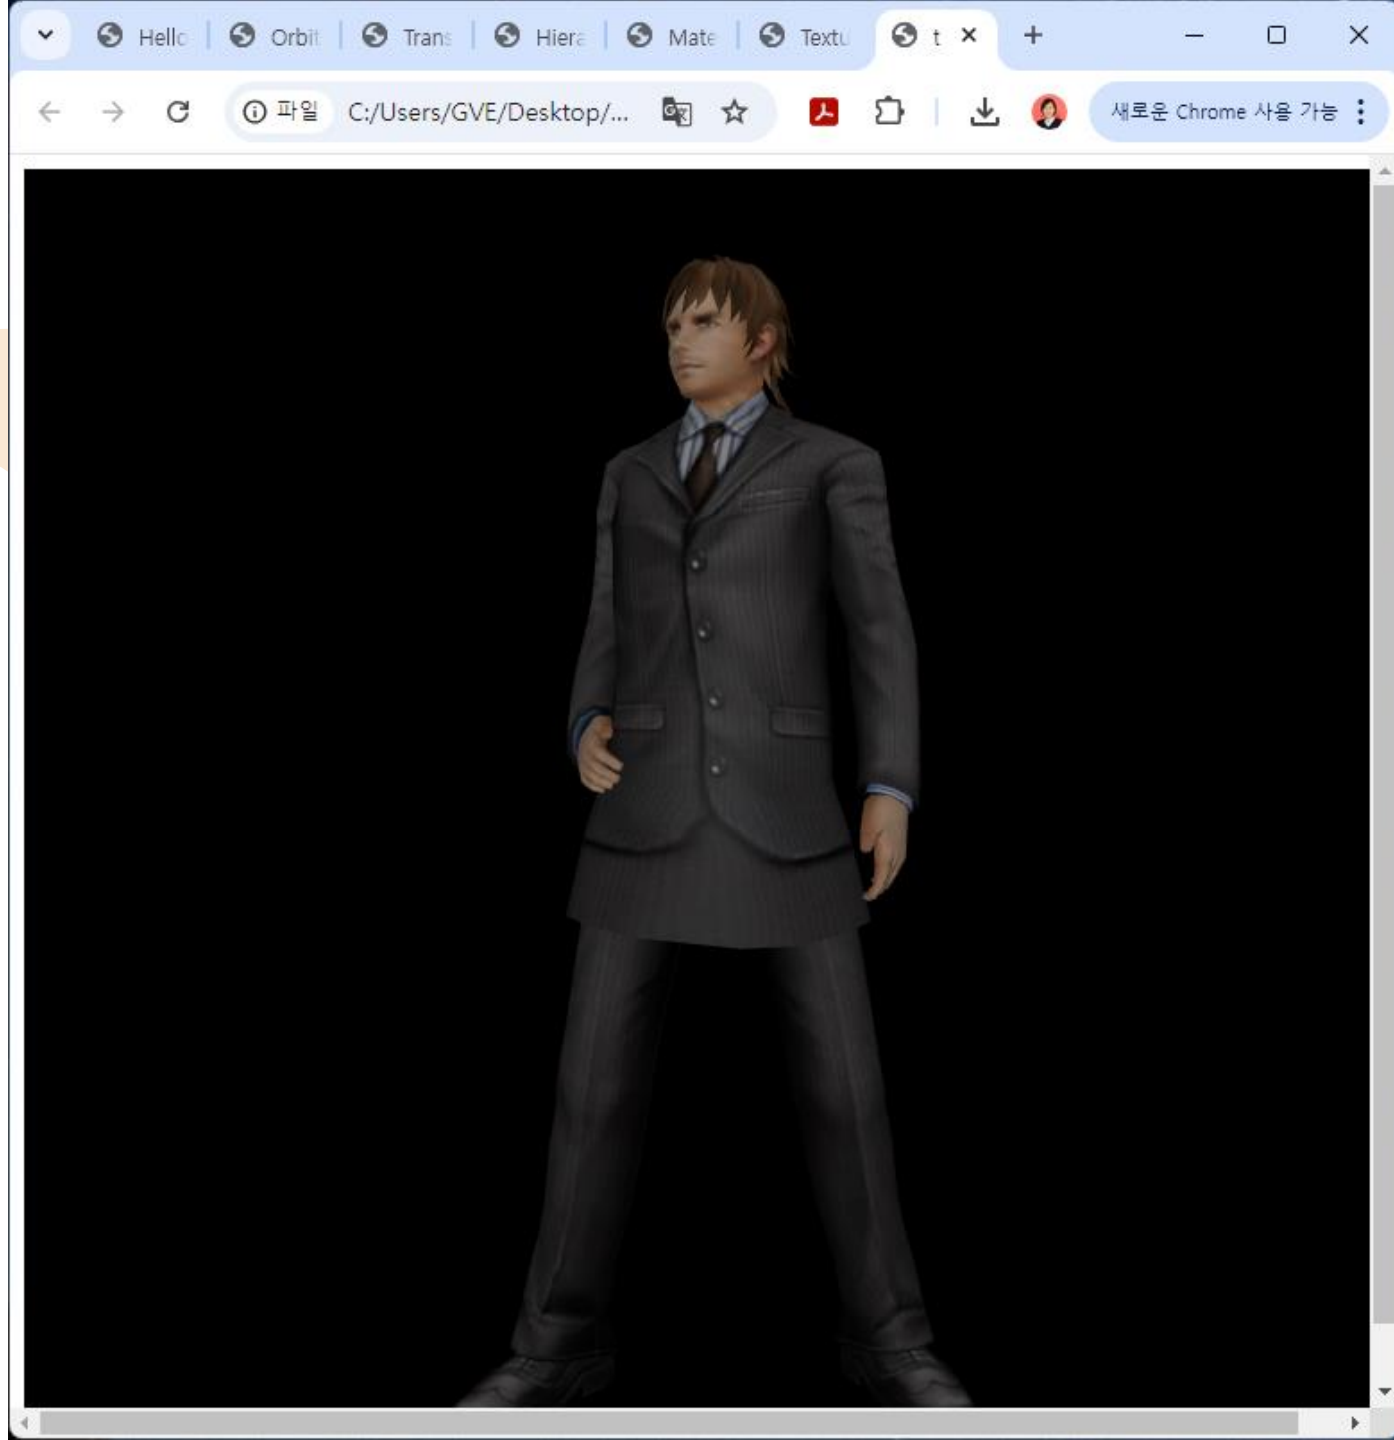 Hello
Orbit
Trans
Hiera
Mate
Textu
t
파일
C:/Users/GVE/Desktop/...
새로운 Chrome 사용 가능